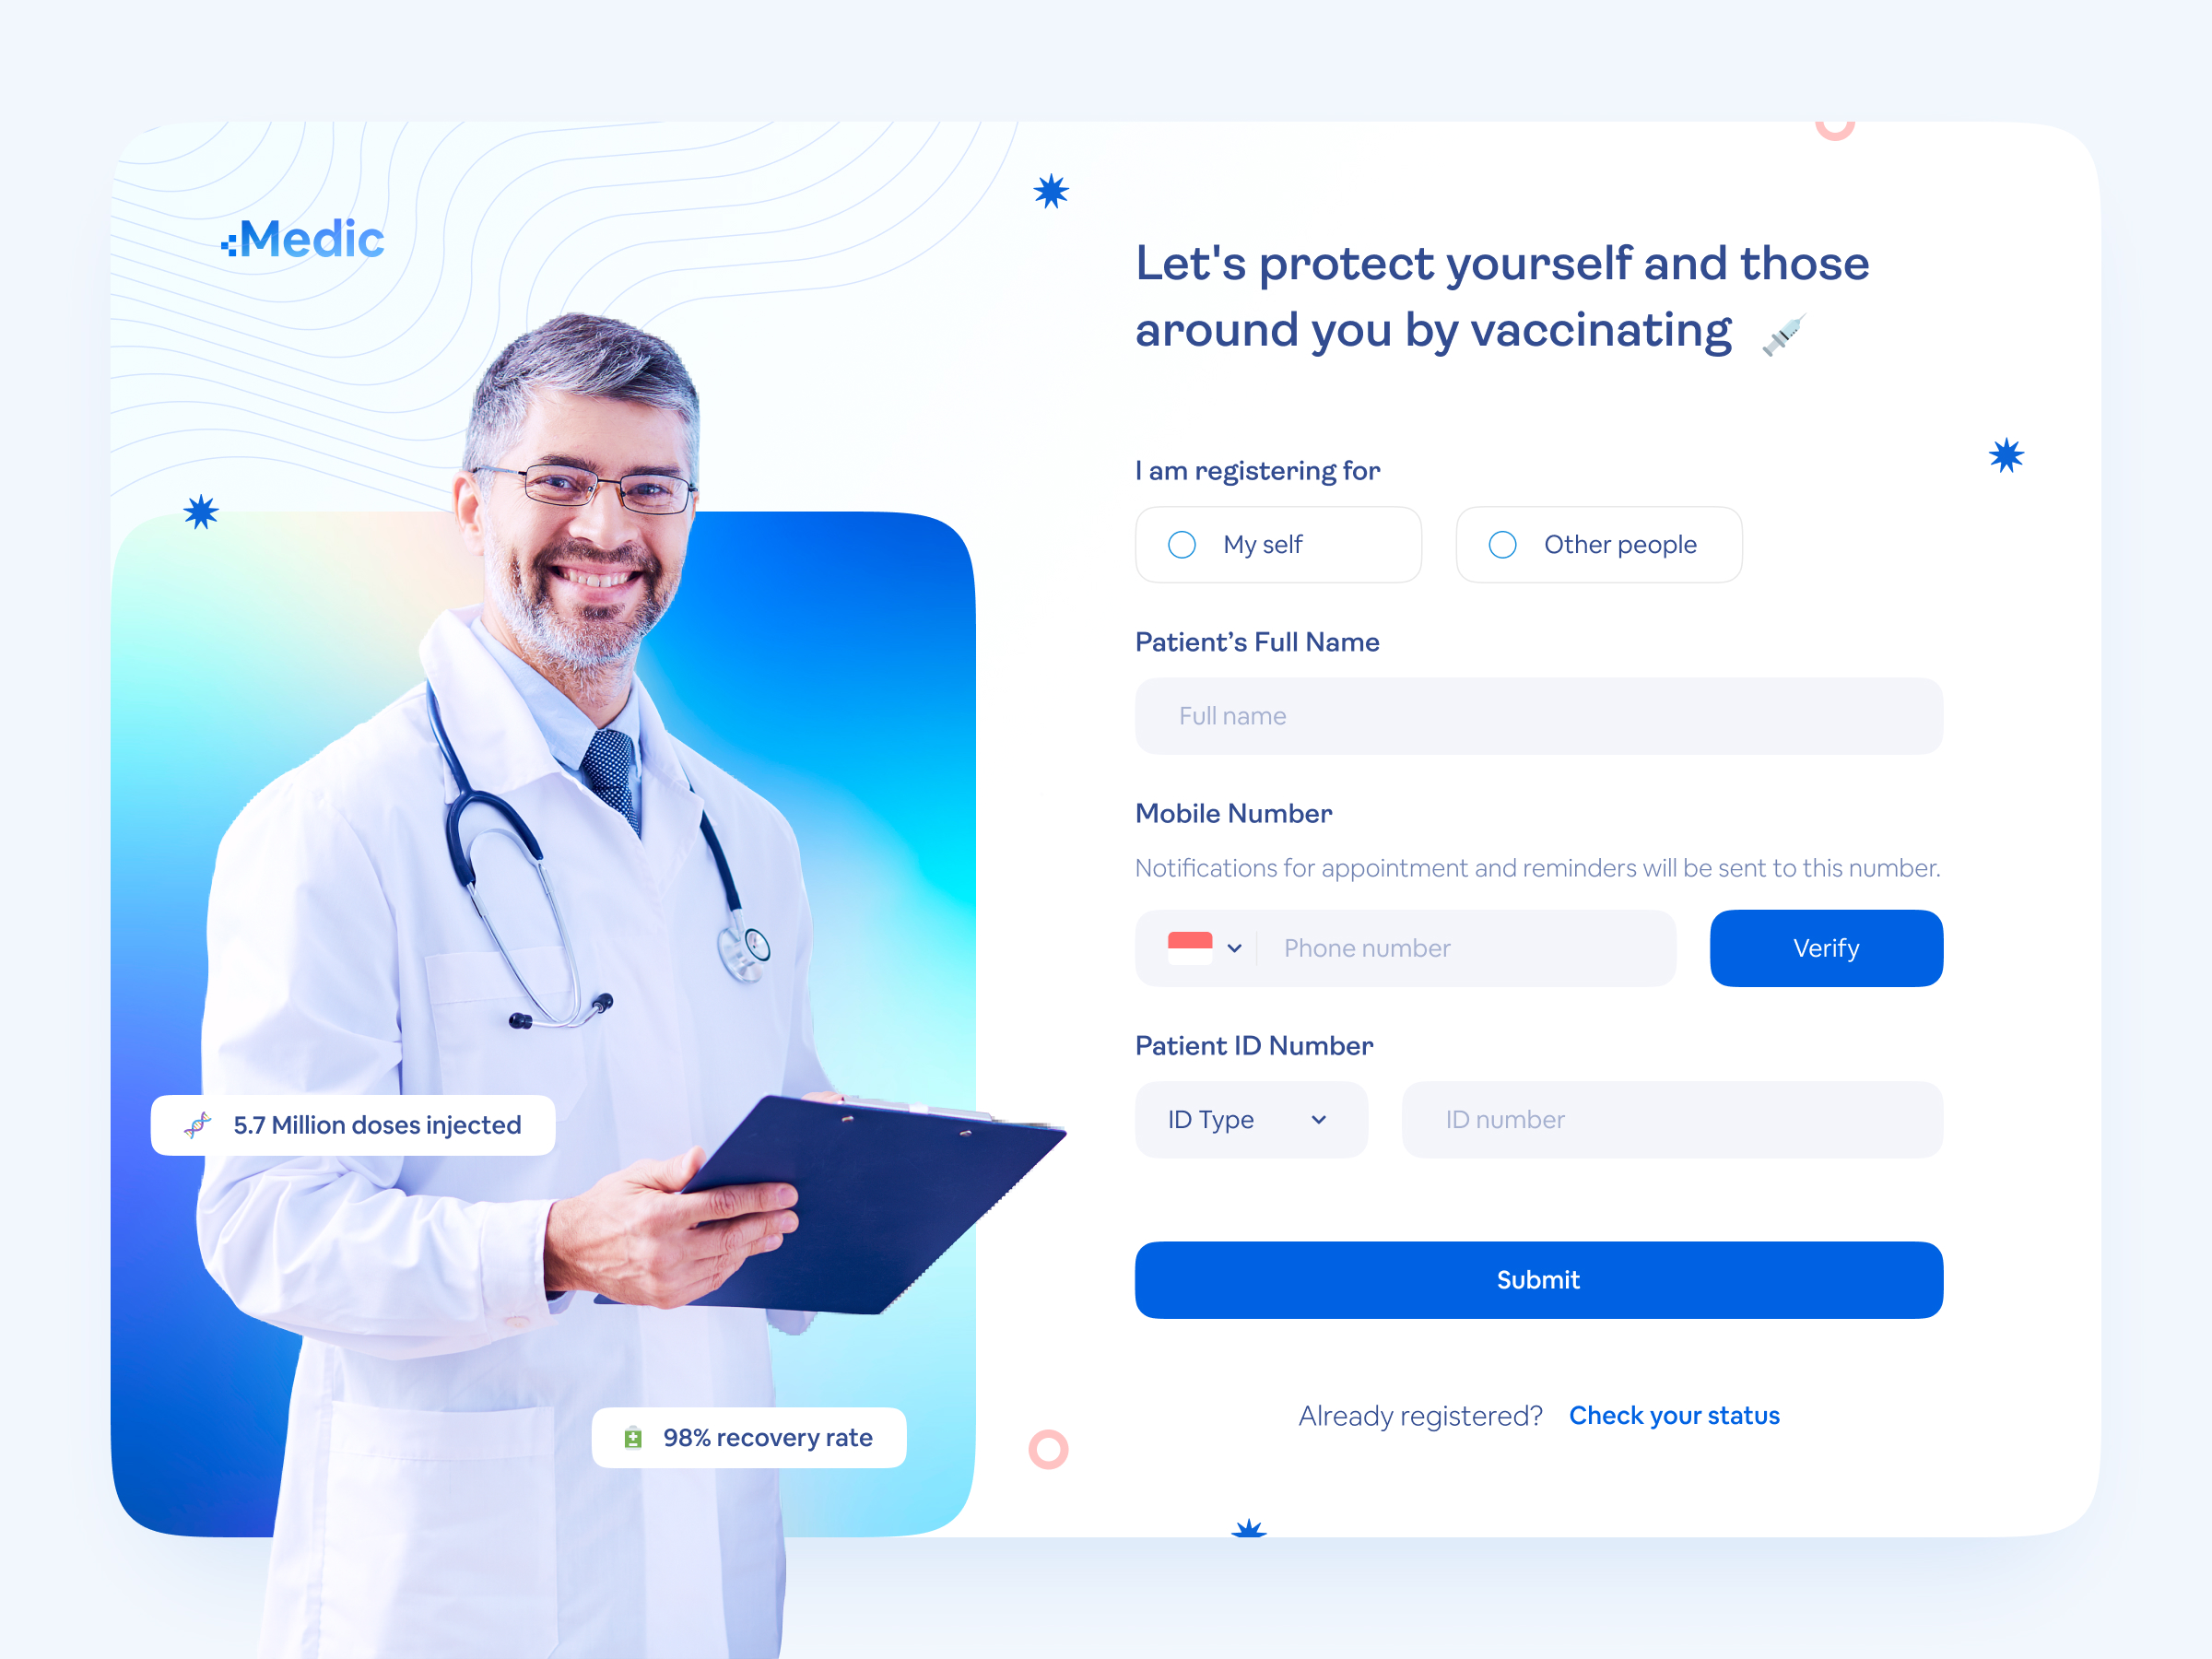 Medic
Let's protect yourself and those
around you by vaccinating
I am registering for
My self
Other people
Patient’s Full Name
Full name
Mobile Number
Notifications for appointment and reminders will be sent to this number.
Phone number
Verify
Patient ID Number
ID Type
ID number
Submit
Already registered? Check your status
5.7 Million doses injected
98% recovery rate